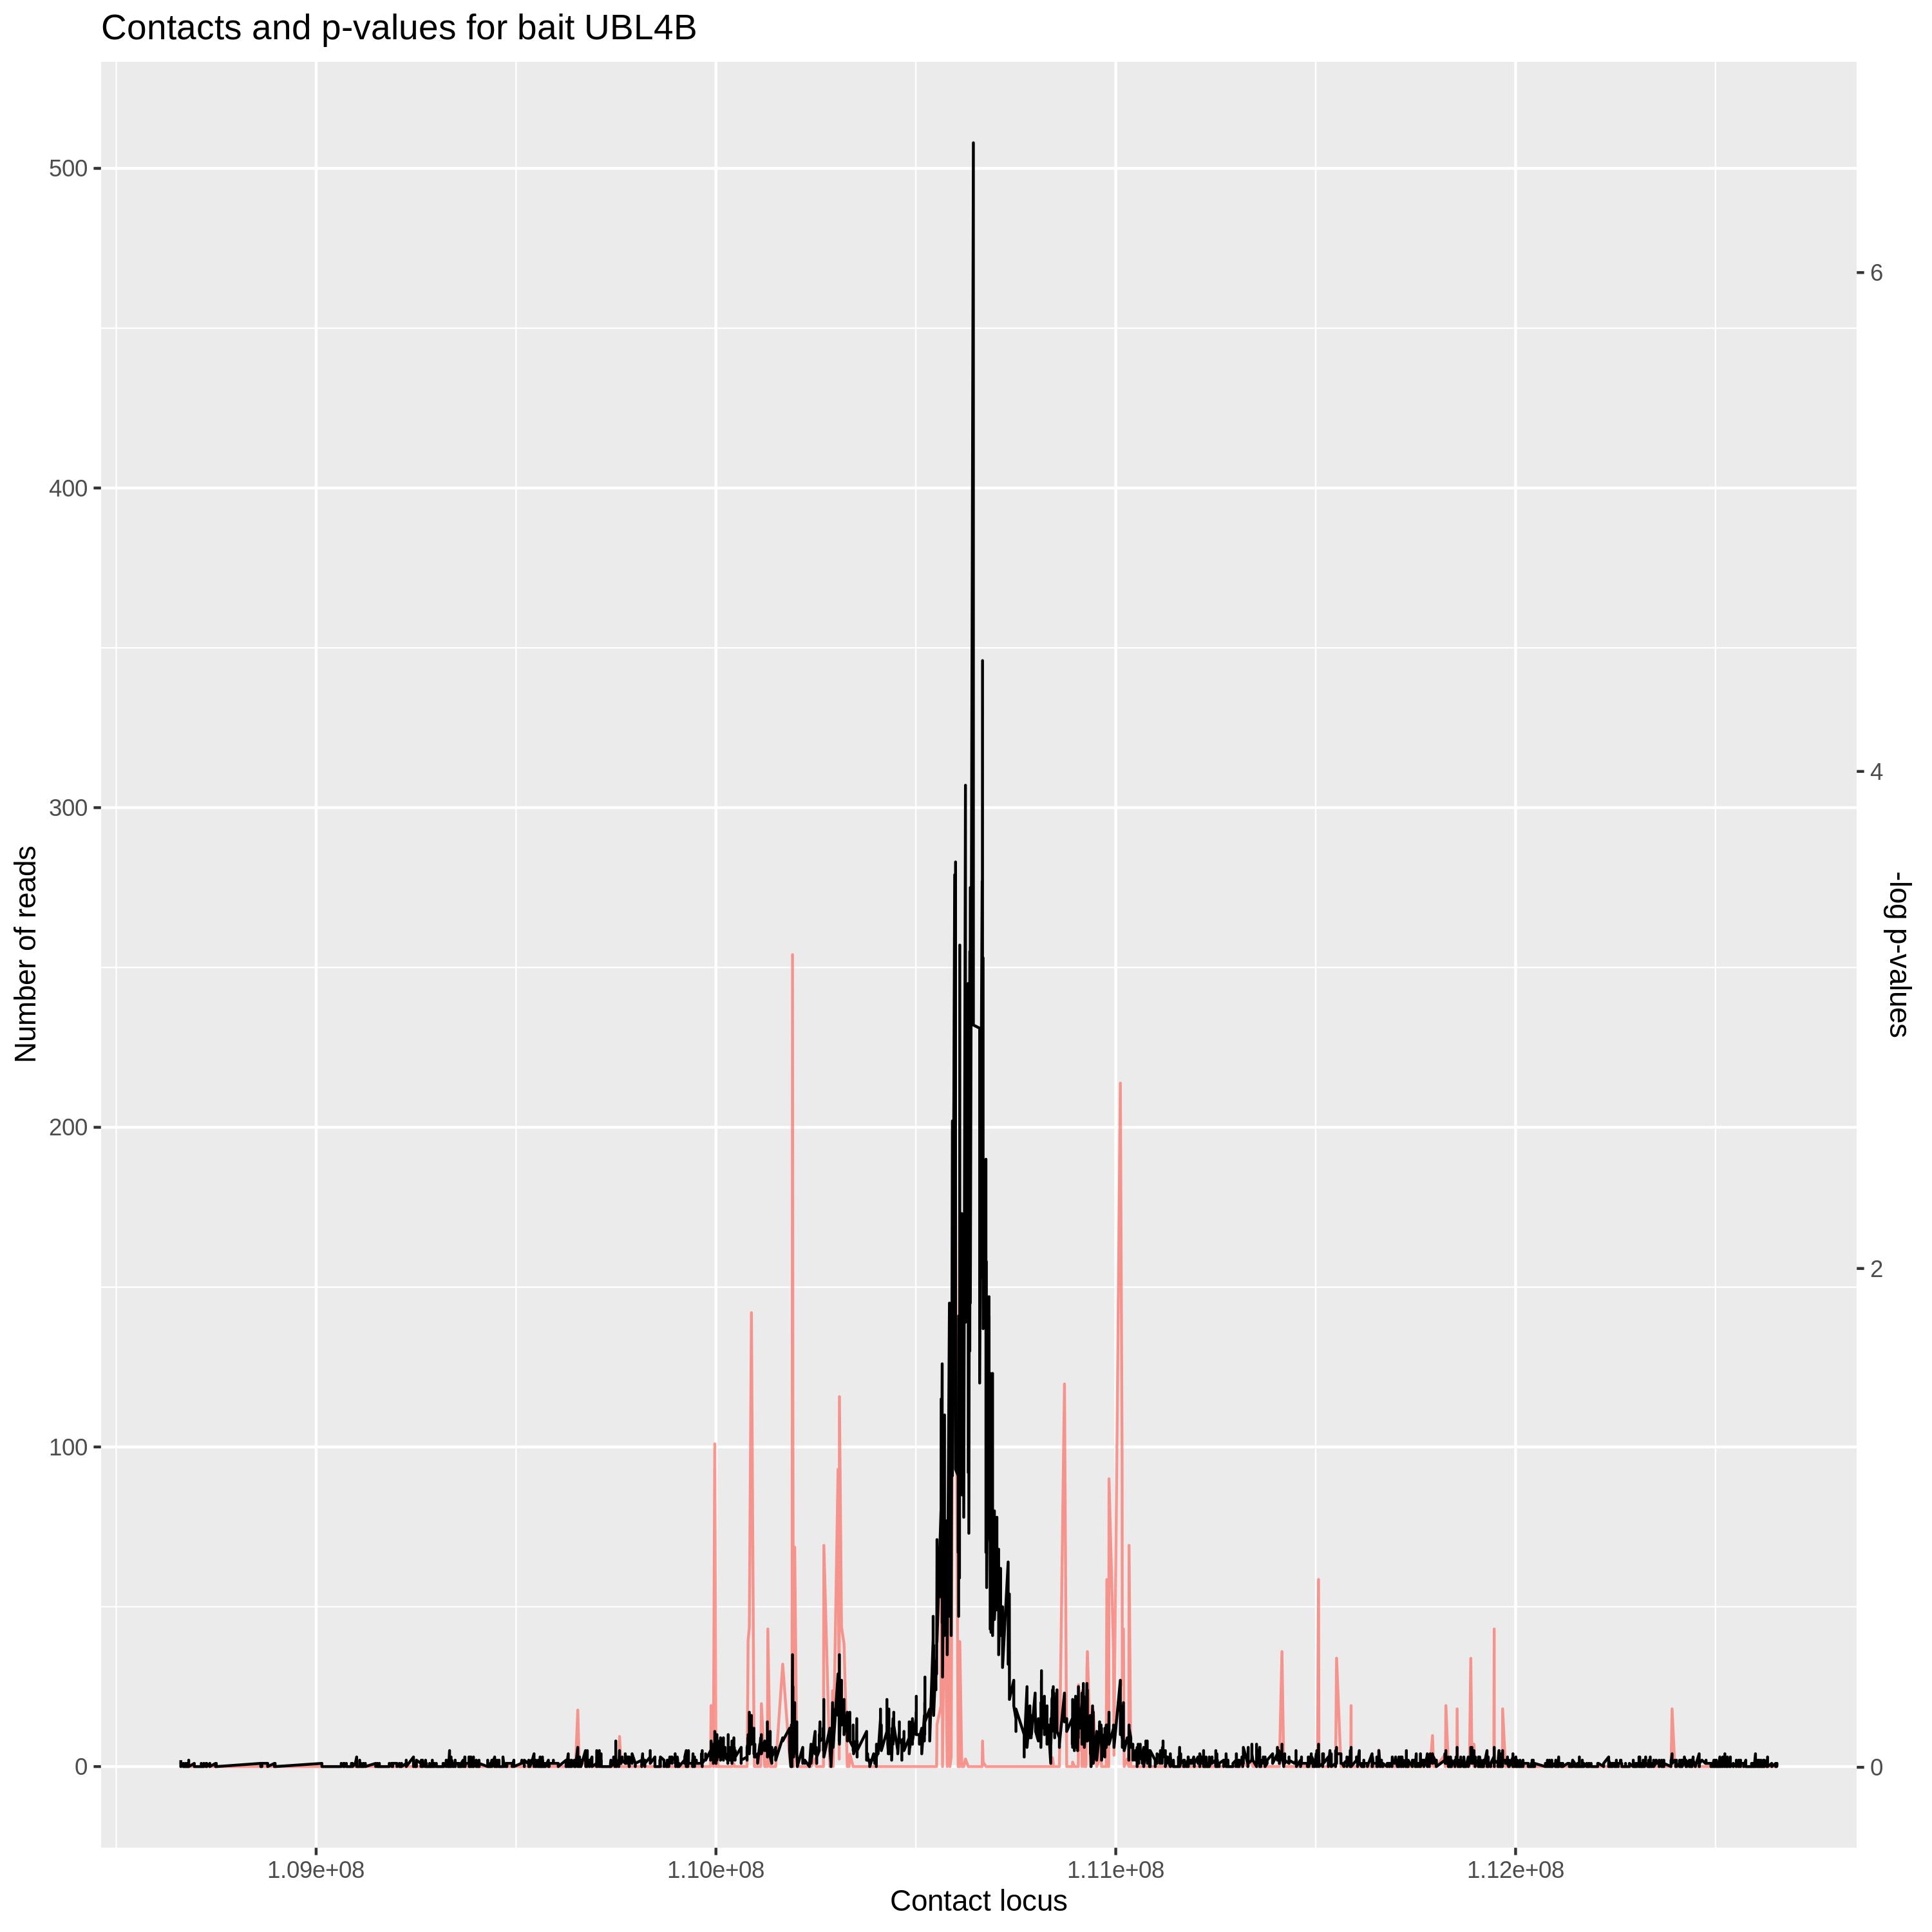 Contacts and p-values for bait UBL4B
500
400
300
200
100
0
Number of reads
6
4
2
0
-log p-values
1.09e+08
1.10e+08
1.11e+08
1.12e+08
Contact locus